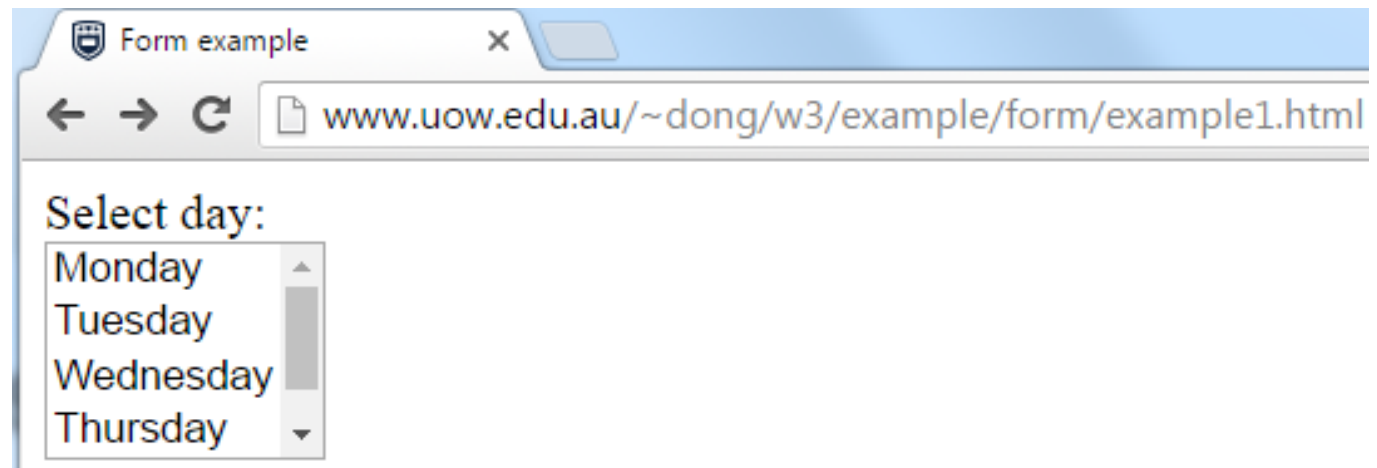 Form example
www.uow.edu.au/~dong/w3/example/form/example1.html
Select day:
Monday
Tuesday
Wednesday
Thursday